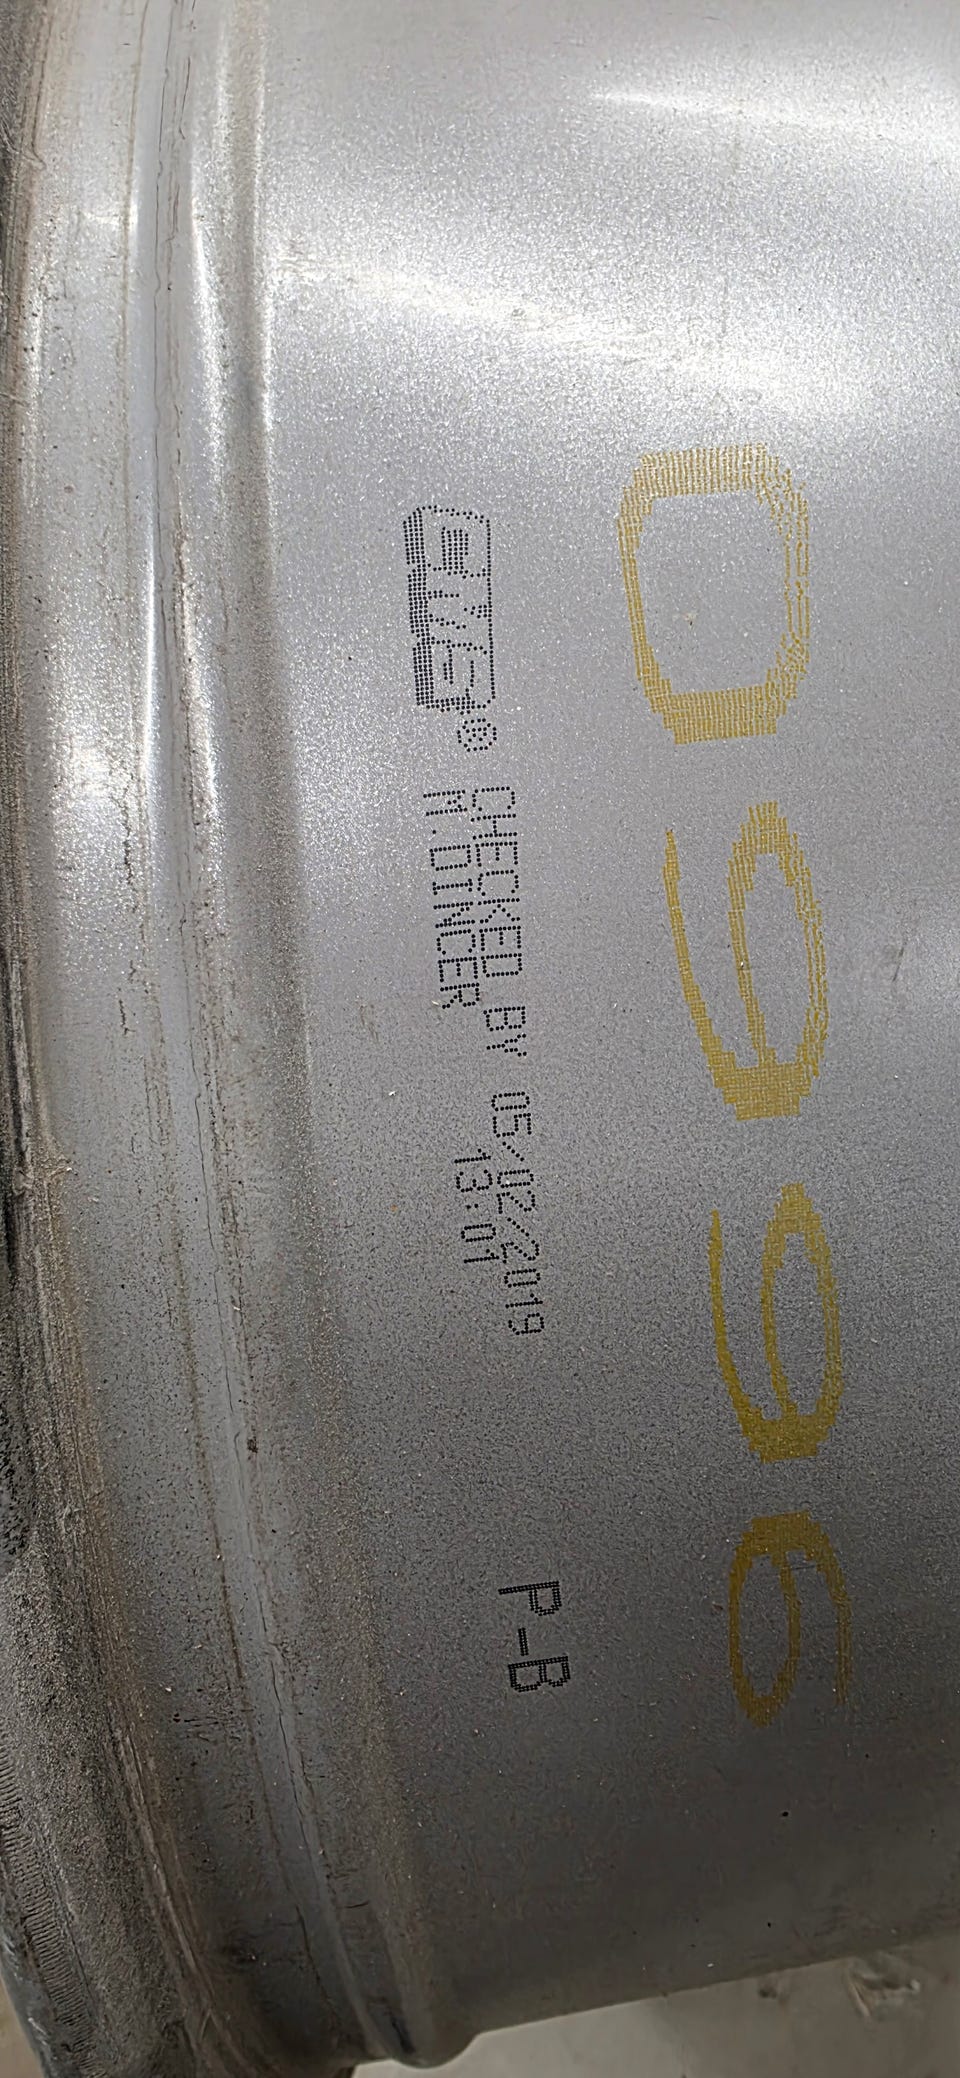 0996
CMS®
CHECKED BY 05/02/2019
M.DINCER 13:01
P-B